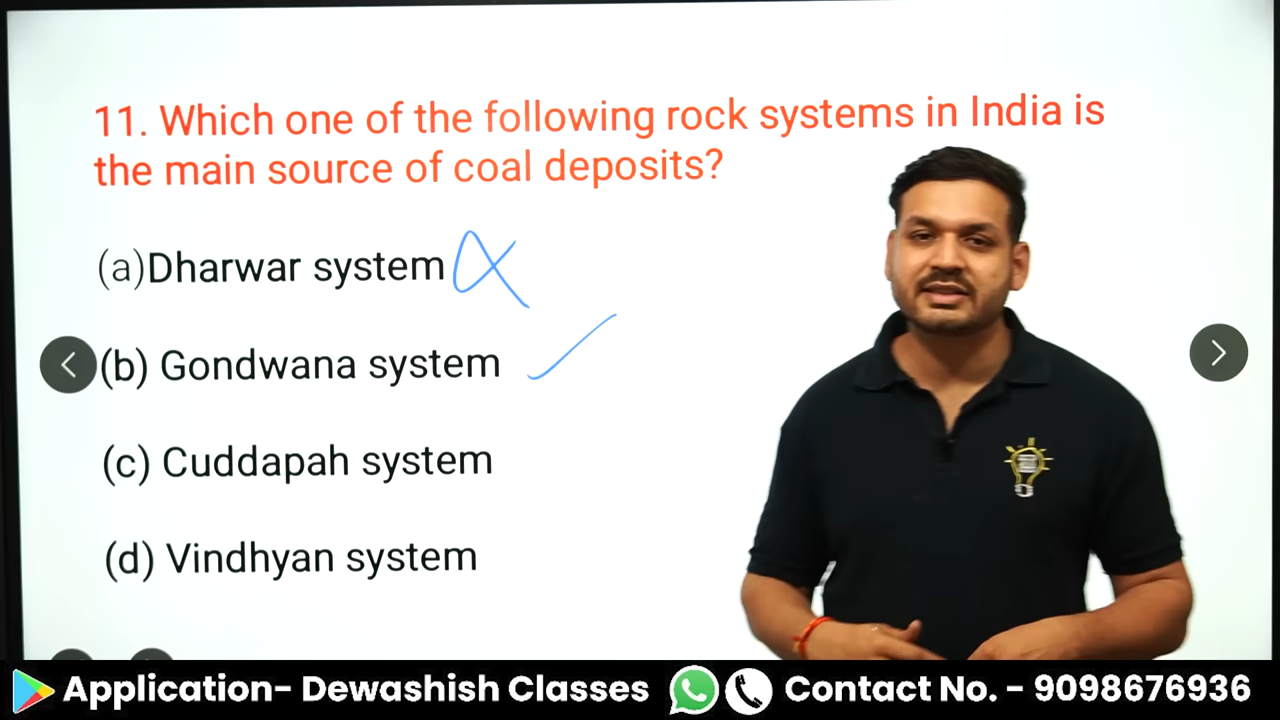 11. Which one of the following rock systems in India is
the main source of coal deposits?
(a)Dharwar system
(b) Gondwana system
(c) Cuddapah system
(d) Vindhyan system
Application- Dewashish Classes
Contact No. - 9098676936